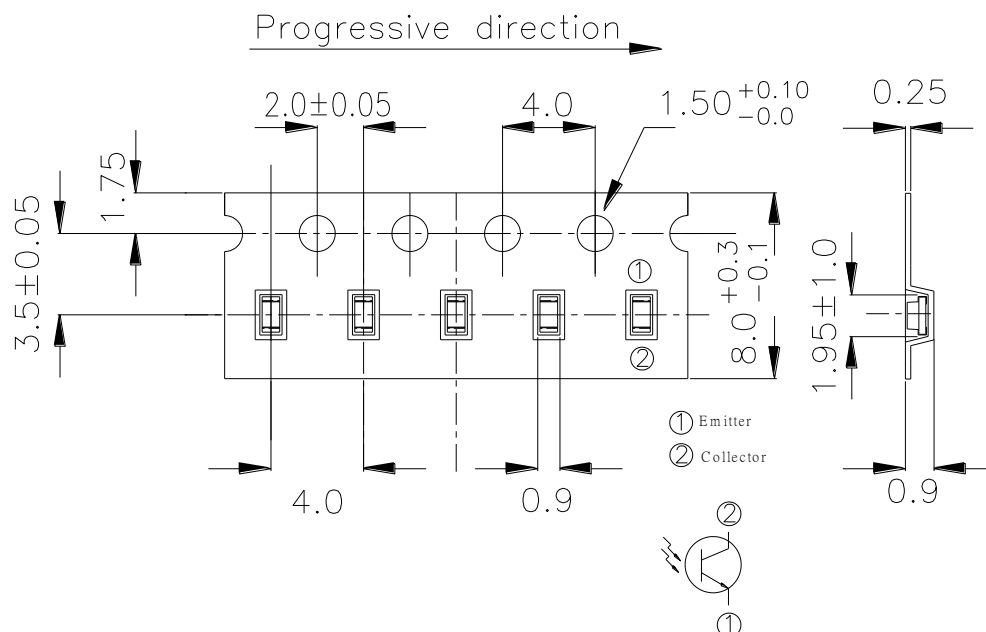 Progressive direction
2.0±0.05
4.0
1.50 +0.10 -0.0
0.25
1.75
3.5±0.05
①
②
8.0 +0.3 -0.1
1.95±1.0
① Emitter
② Collector
4.0
0.9
0.9
②
①